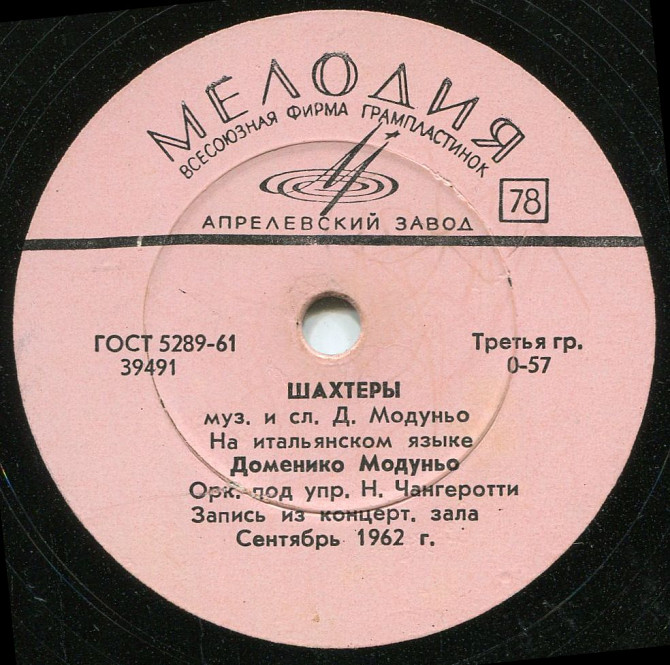 МЕЛОДИЯ
ВСЕСОЮЗНАЯ ФИРМА ГРАМПЛАСТИНОК
78
АПРЕЛЕВСКИЙ ЗАВОД
ГОСТ 5289-61
39491
Третья гр.
0-57
ШАХТЕРЫ
муз. и сл. Д. Модуньо
На итальянском языке
Доменико Модуньо
Орк. под упр. Н. Чангеротти
Запись из концерт. зала
Сентябрь 1962 г.